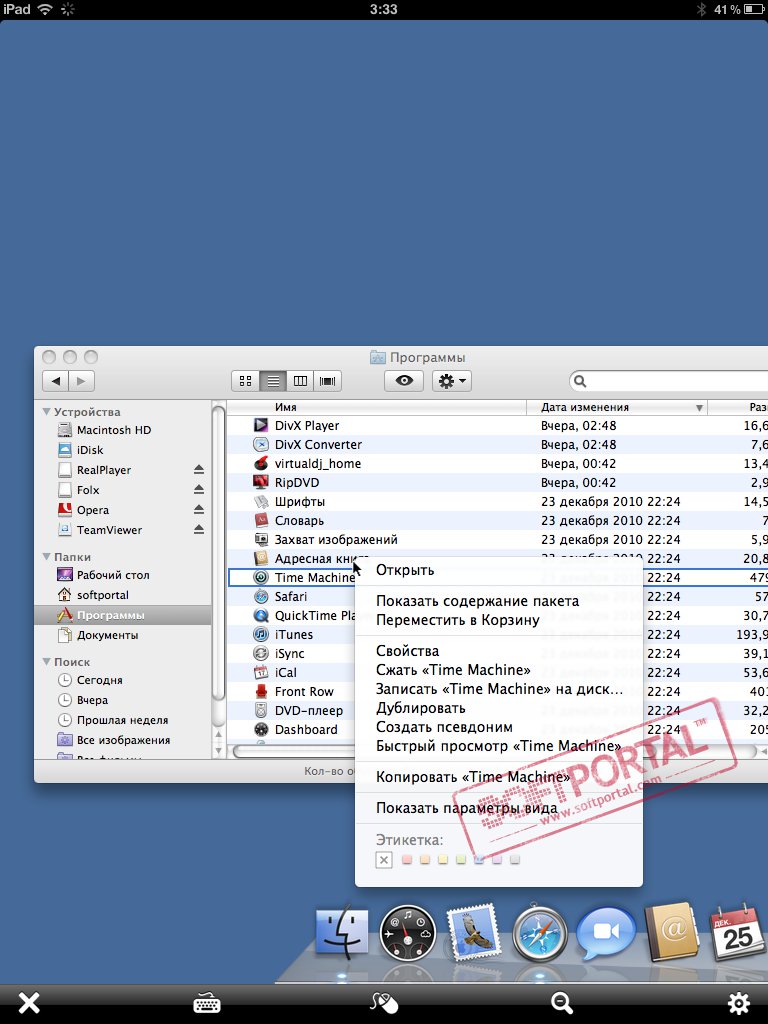 iPad 3:33 41 %
Программы
Имя Дата изменения Раз
Устройства
Macintosh HD
iDisk
RealPlayer
Folx
Opera
TeamViewer
Папки
Рабочий стол
softportal
Программы
Документы
Поиск
Сегодня
Вчера
Прошлая неделя
Все изображения
DivX Player Вчера, 02:48 16,6
DivX Converter Вчера, 02:48 7,6
virtualdj_home Вчера, 00:42 13,4
RipDVD Вчера, 00:42 2,9
Шрифты 23 декабря 2010 22:24 14,5
Словарь 23 декабря 2010 22:24 7
Захват изображений 23 декабря 2010 22:24 5,9
Адресная книга 23 декабря 2010 22:24 20,8
Time Machine 22:24 479
Safari 22:24 57
QuickTime Pla 22:24 30,7
iTunes 22:24 193,9
iSync 22:24 39,1
iCal 22:24 53,6
Front Row 22:24 401
DVD-плеер 22:24 32,2
Dashboard 22:24 205
Кол-во о
Открыть
Показать содержание пакета
Переместить в Корзину
Свойства
Сжать «Time Machine»
Записать «Time Machine» на диск...
Дублировать
Создать псевдоним
Быстрый просмотр «Time Machine»
Копировать «Time Machine»
Показать параметры вида
Этикетка:
SOFTPORTAL™
www.softportal.com
ДЕК.
25